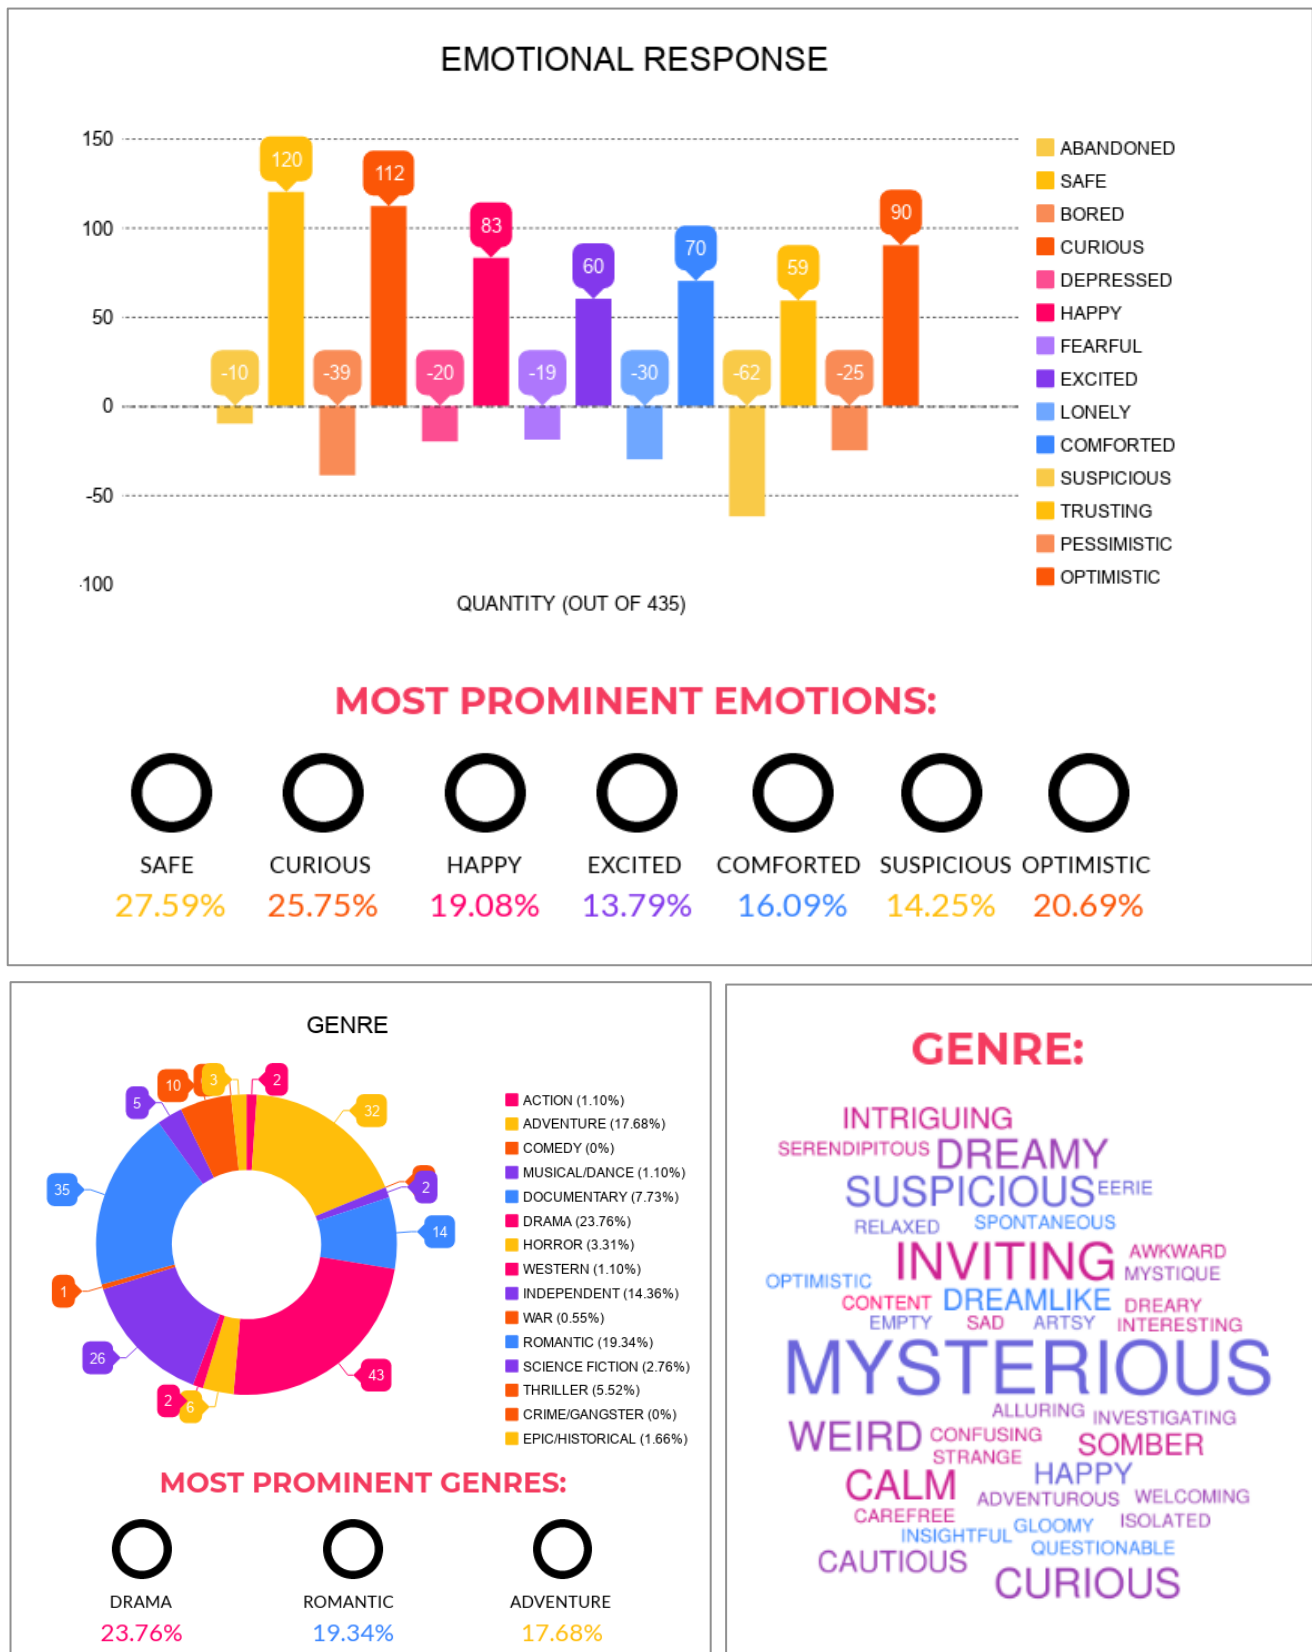 EMOTIONAL RESPONSE
150
100
50
0
-50
-100
120
112
83
60
70
59
90
-10
-39
-20
-19
-30
-62
-25
ABANDONED
SAFE
BORED
CURIOUS
DEPRESSED
HAPPY
FEARFUL
EXCITED
LONELY
COMFORTED
SUSPICIOUS
TRUSTING
PESSIMISTIC
OPTIMISTIC
QUANTITY (OUT OF 435)
MOST PROMINENT EMOTIONS:
SAFE CURIOUS HAPPY EXCITED COMFORTED SUSPICIOUS OPTIMISTIC
27.59% 25.75% 19.08% 13.79% 16.09% 14.25% 20.69%
GENRE
2
32
2
14
43
6
2
26
1
35
5
10
3
ACTION (1.10%)
ADVENTURE (17.68%)
COMEDY (0%)
MUSICAL/DANCE (1.10%)
DOCUMENTARY (7.73%)
DRAMA (23.76%)
HORROR (3.31%)
WESTERN (1.10%)
INDEPENDENT (14.36%)
WAR (0.55%)
ROMANTIC (19.34%)
SCIENCE FICTION (2.76%)
THRILLER (5.52%)
CRIME/GANGSTER (0%)
EPIC/HISTORICAL (1.66%)
MOST PROMINENT GENRES:
DRAMA ROMANTIC ADVENTURE
23.76% 19.34% 17.68%
GENRE:
INTRIGUING
SERENDIPITOUS DREAMY
SUSPICIOUS EERIE
RELAXED SPONTANEOUS
INVITING AWKWARD
OPTIMISTIC MYSTIQUE
CONTENT DREAMLIKE DREARY
EMPTY SAD ARTSY INTERESTING
MYSTERIOUS
ALLURING INVESTIGATING
WEIRD CONFUSING SOMBER
STRANGE
CALM HAPPY
ADVENTUROUS WELCOMING
CAREFREE ISOLATED
INSIGHTFUL GLOOMY
QUESTIONABLE
CAUTIOUS CURIOUS